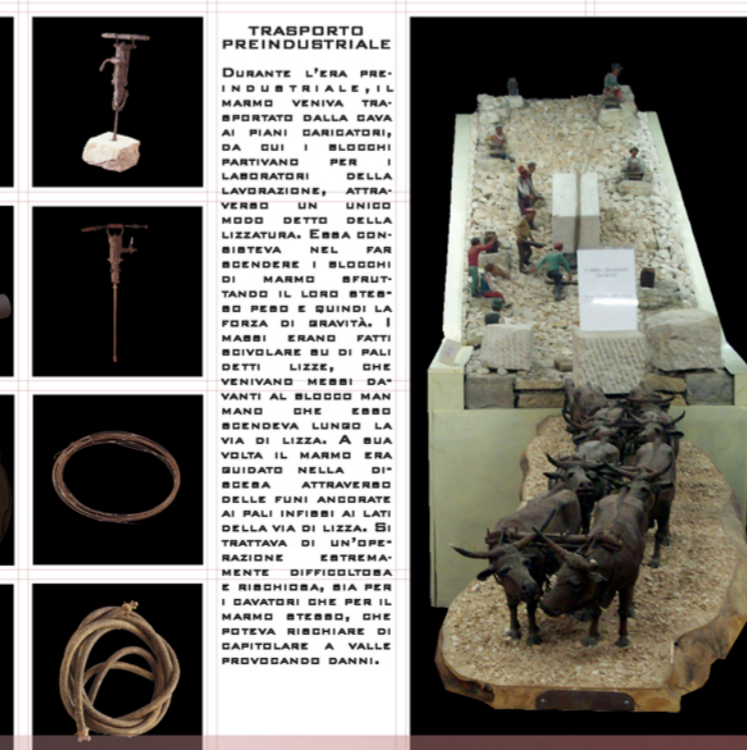 TRASPORTO
PREINDUSTRIALE
DURANTE L'ERA PRE-
INDUSTRIALE, IL
MARMO VENIVA TRA-
SPORTATO DALLA CAVA
AI PIANI CARICATORI,
DA CUI I BLOCCHI
PARTIVANO PER I
LABORATORI DELLA
LAVORAZIONE, ATTRA-
VERSO UN UNICO
MODO DETTO DELLA
LIZZATURA. ESSA CON-
SISTEVA NEL FAR
SCENDERE I BLOCCHI
DI MARMO SFRUT-
TANDO IL LORO STES-
SO PESO E QUINDI LA
FORZA DI GRAVITÀ. I
MASSI ERANO FATTI
SCIVOLARE SU DI PALI
DETTI LIZZE, CHE
VENIVANO MESSI DA-
VANTI AL BLOCCO MAN
MANO CHE ESSO
SCENDEVA LUNGO LA
VIA DI LIZZA. A SUA
VOLTA IL MARMO ERA
GUIDATO NELLA DI-
SCESA ATTRAVERSO
DELLE FUNI ANCORATE
AI PALI INFISSI AI LATI
DELLA VIA DI LIZZA. SI
TRATTAVA DI UN'OPE-
RAZIONE ESTREMA-
MENTE DIFFICOLTOSA
E RISCHIOSA, SIA PER
I CAVATORI CHE PER IL
MARMO STESSO, CHE
POTEVA RISCHIARE DI
CAPITOLARE A VALLE
PROVOCANDO DANNI.